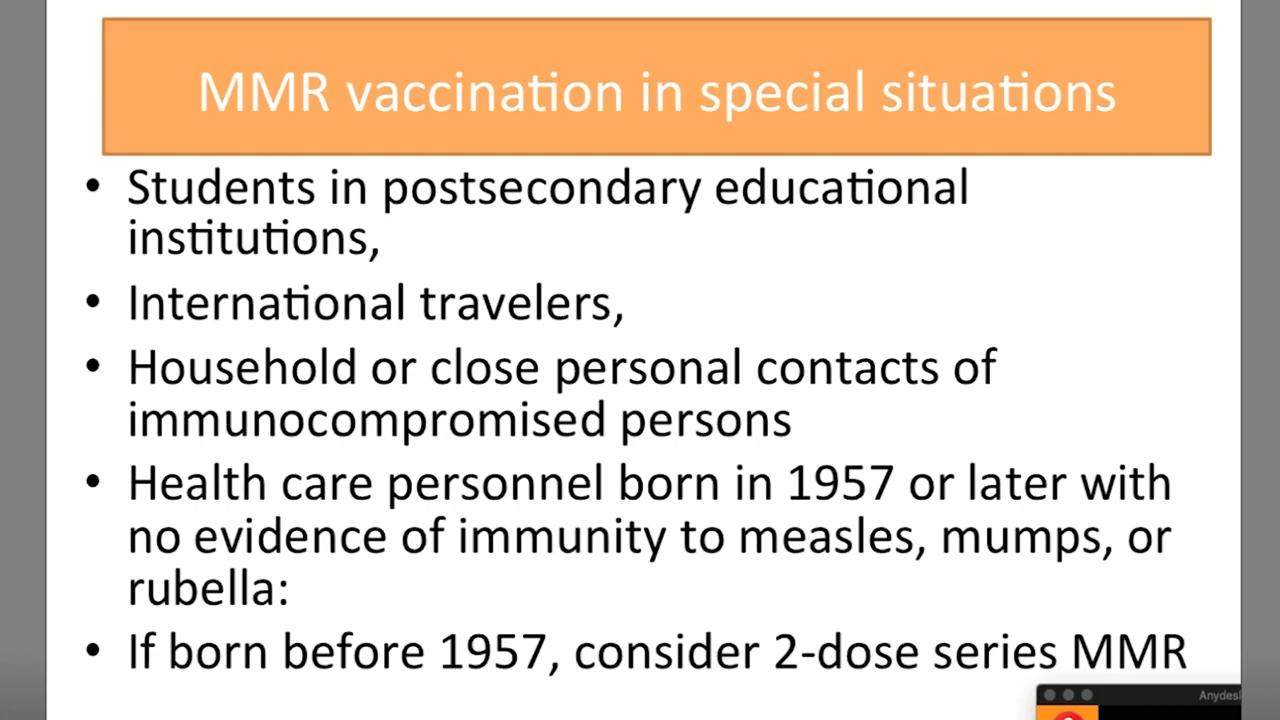 MMR vaccination in special situations
• Students in postsecondary educational
institutions,
• International travelers,
• Household or close personal contacts of
immunocompromised persons
• Health care personnel born in 1957 or later with
no evidence of immunity to measles, mumps, or
rubella:
• If born before 1957, consider 2-dose series MMR